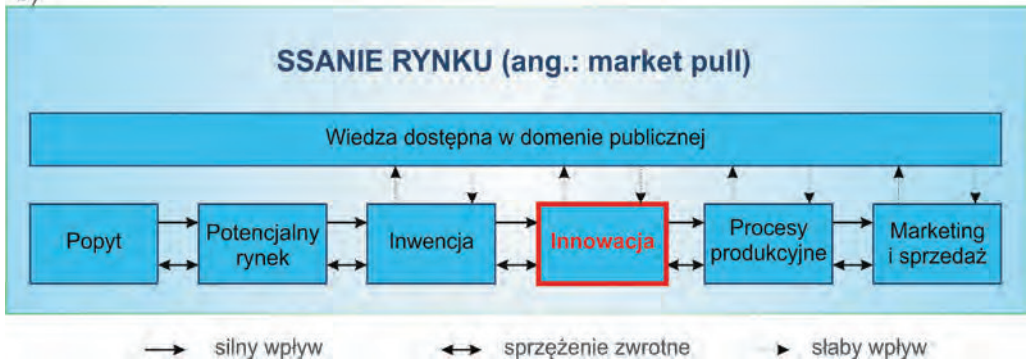 SSANIE RYNKU (ang.: market pull)
Wiedza dostępna w domenie publicznej
Popyt
Potencjalny
rynek
Inwencja
Innowacja
Procesy
produkcyjne
Marketing
i sprzedaż
silny wpływ
sprzężenie zwrotne
słaby wpływ